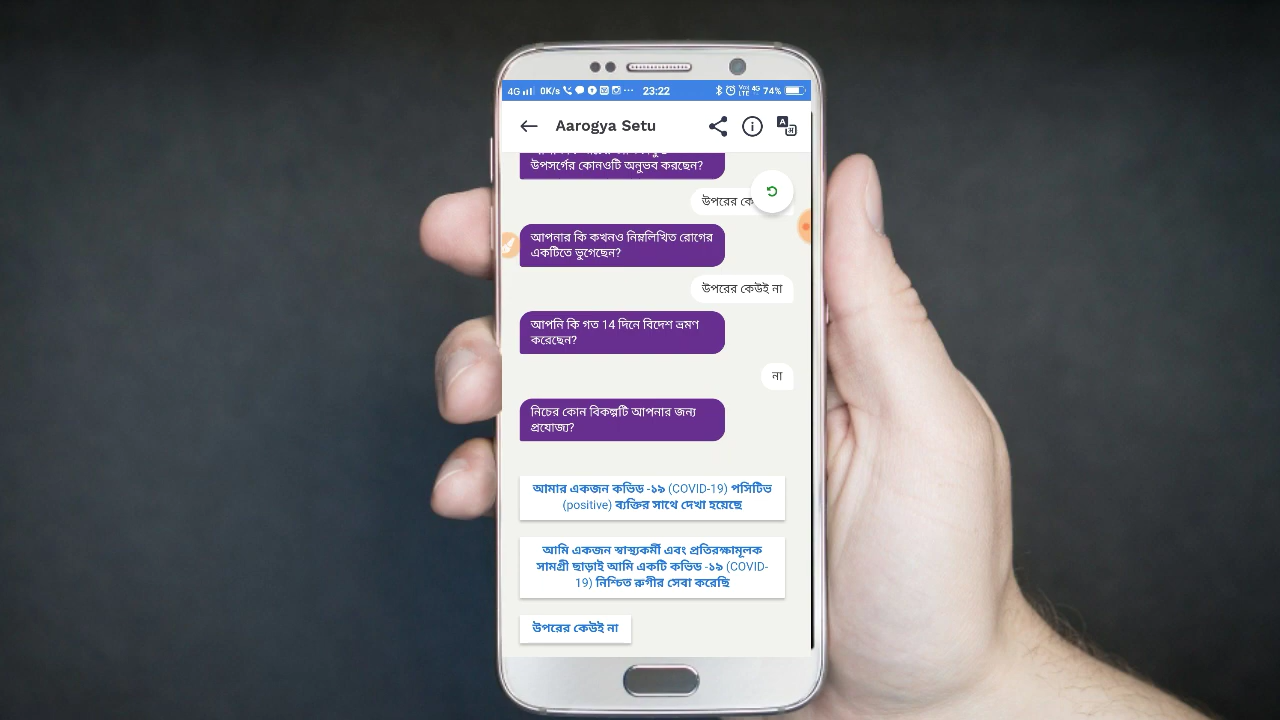 4G 0K/s 23:22 4G 74%
Aarogya Setu
উপসর্গের কোনওটি অনুভব করছেন?
উপরের
আপনার কি কখনও নিম্নলিখিত রোগের
একটিতে ভুগেছেন?
উপরের কেউই না
আপনি কি গত 14 দিনে বিদেশ ভ্রমণ
করেছেন?
না
নিচের কোন বিকল্পটি আপনার জন্য
প্রযোজ্য?
আমার একজন কভিড -১৯ (COVID-19) পসিটিভ
(positive) ব্যক্তির সাথে দেখা হয়েছে
আমি একজন স্বাস্থ্যকর্মী এবং প্রতিরক্ষামূলক
সামগ্রী ছাড়াই আমি একটি কভিড -১৯ (COVID-
19) নিশ্চিত রুগীর সেবা করেছি
উপরের কেউই না